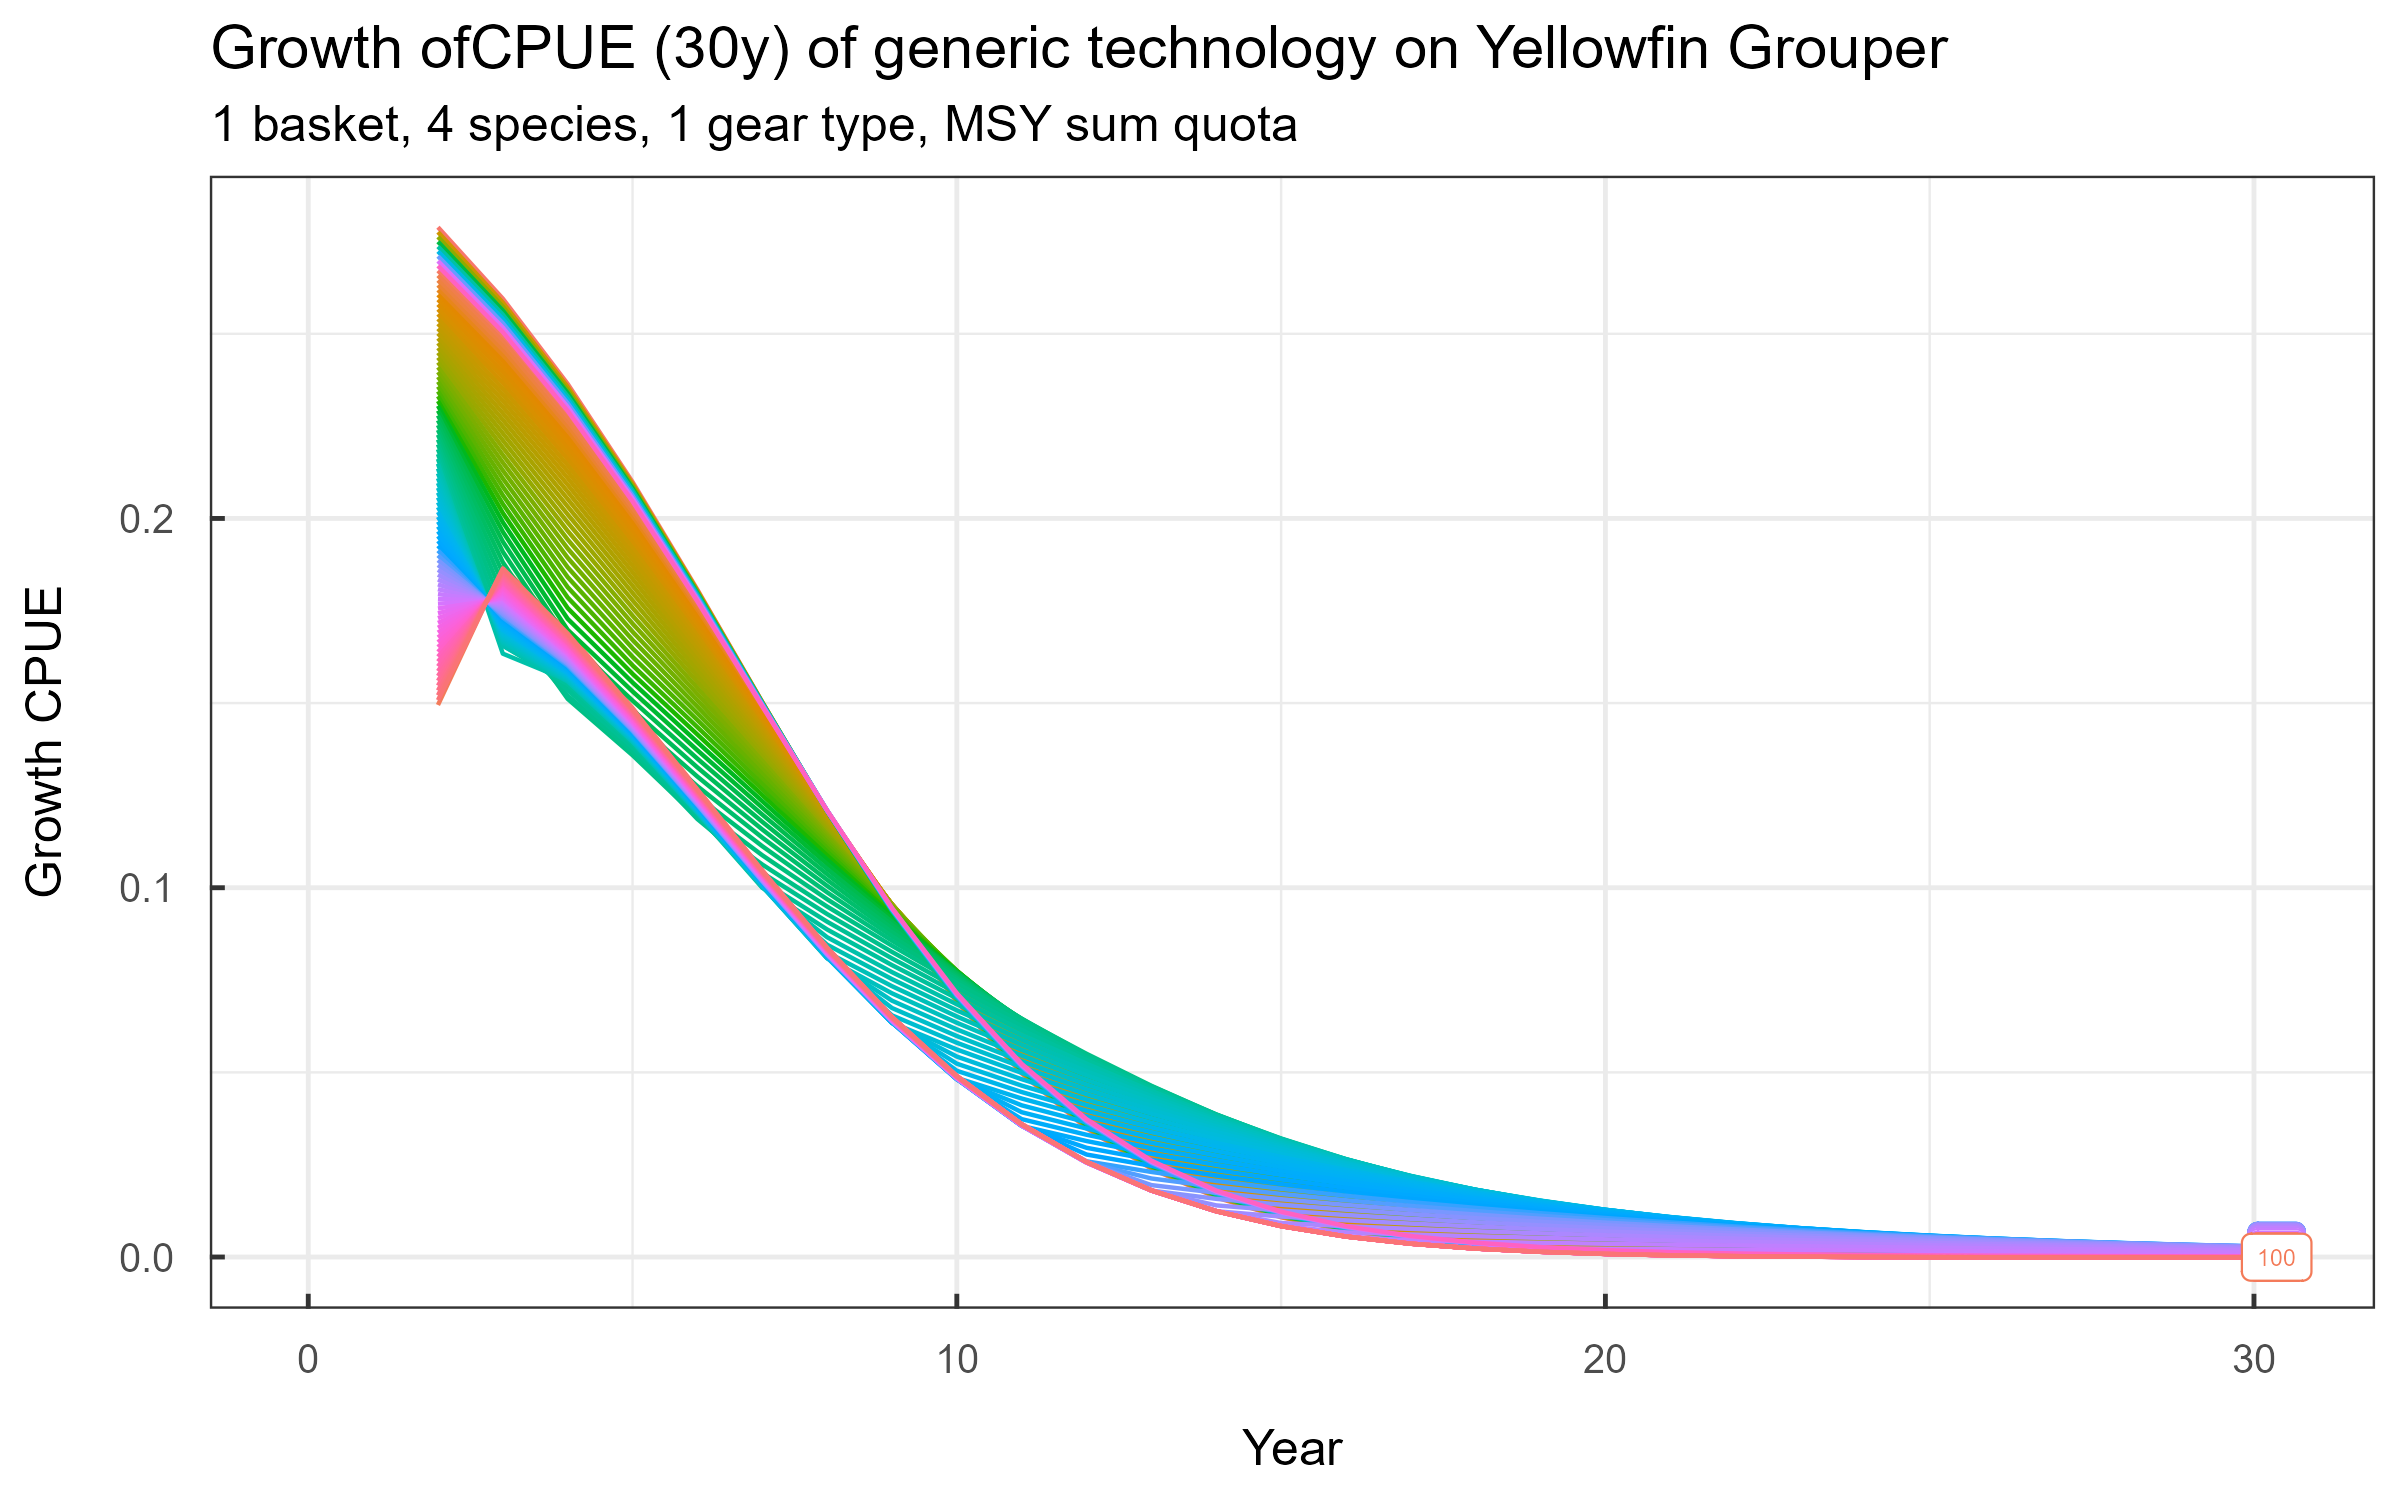 Growth ofCPUE (30y) of generic technology on Yellowfin Grouper
1 basket, 4 species, 1 gear type, MSY sum quota
Growth CPUE
0.2
0.1
0.0
100
0 10 20 30
Year